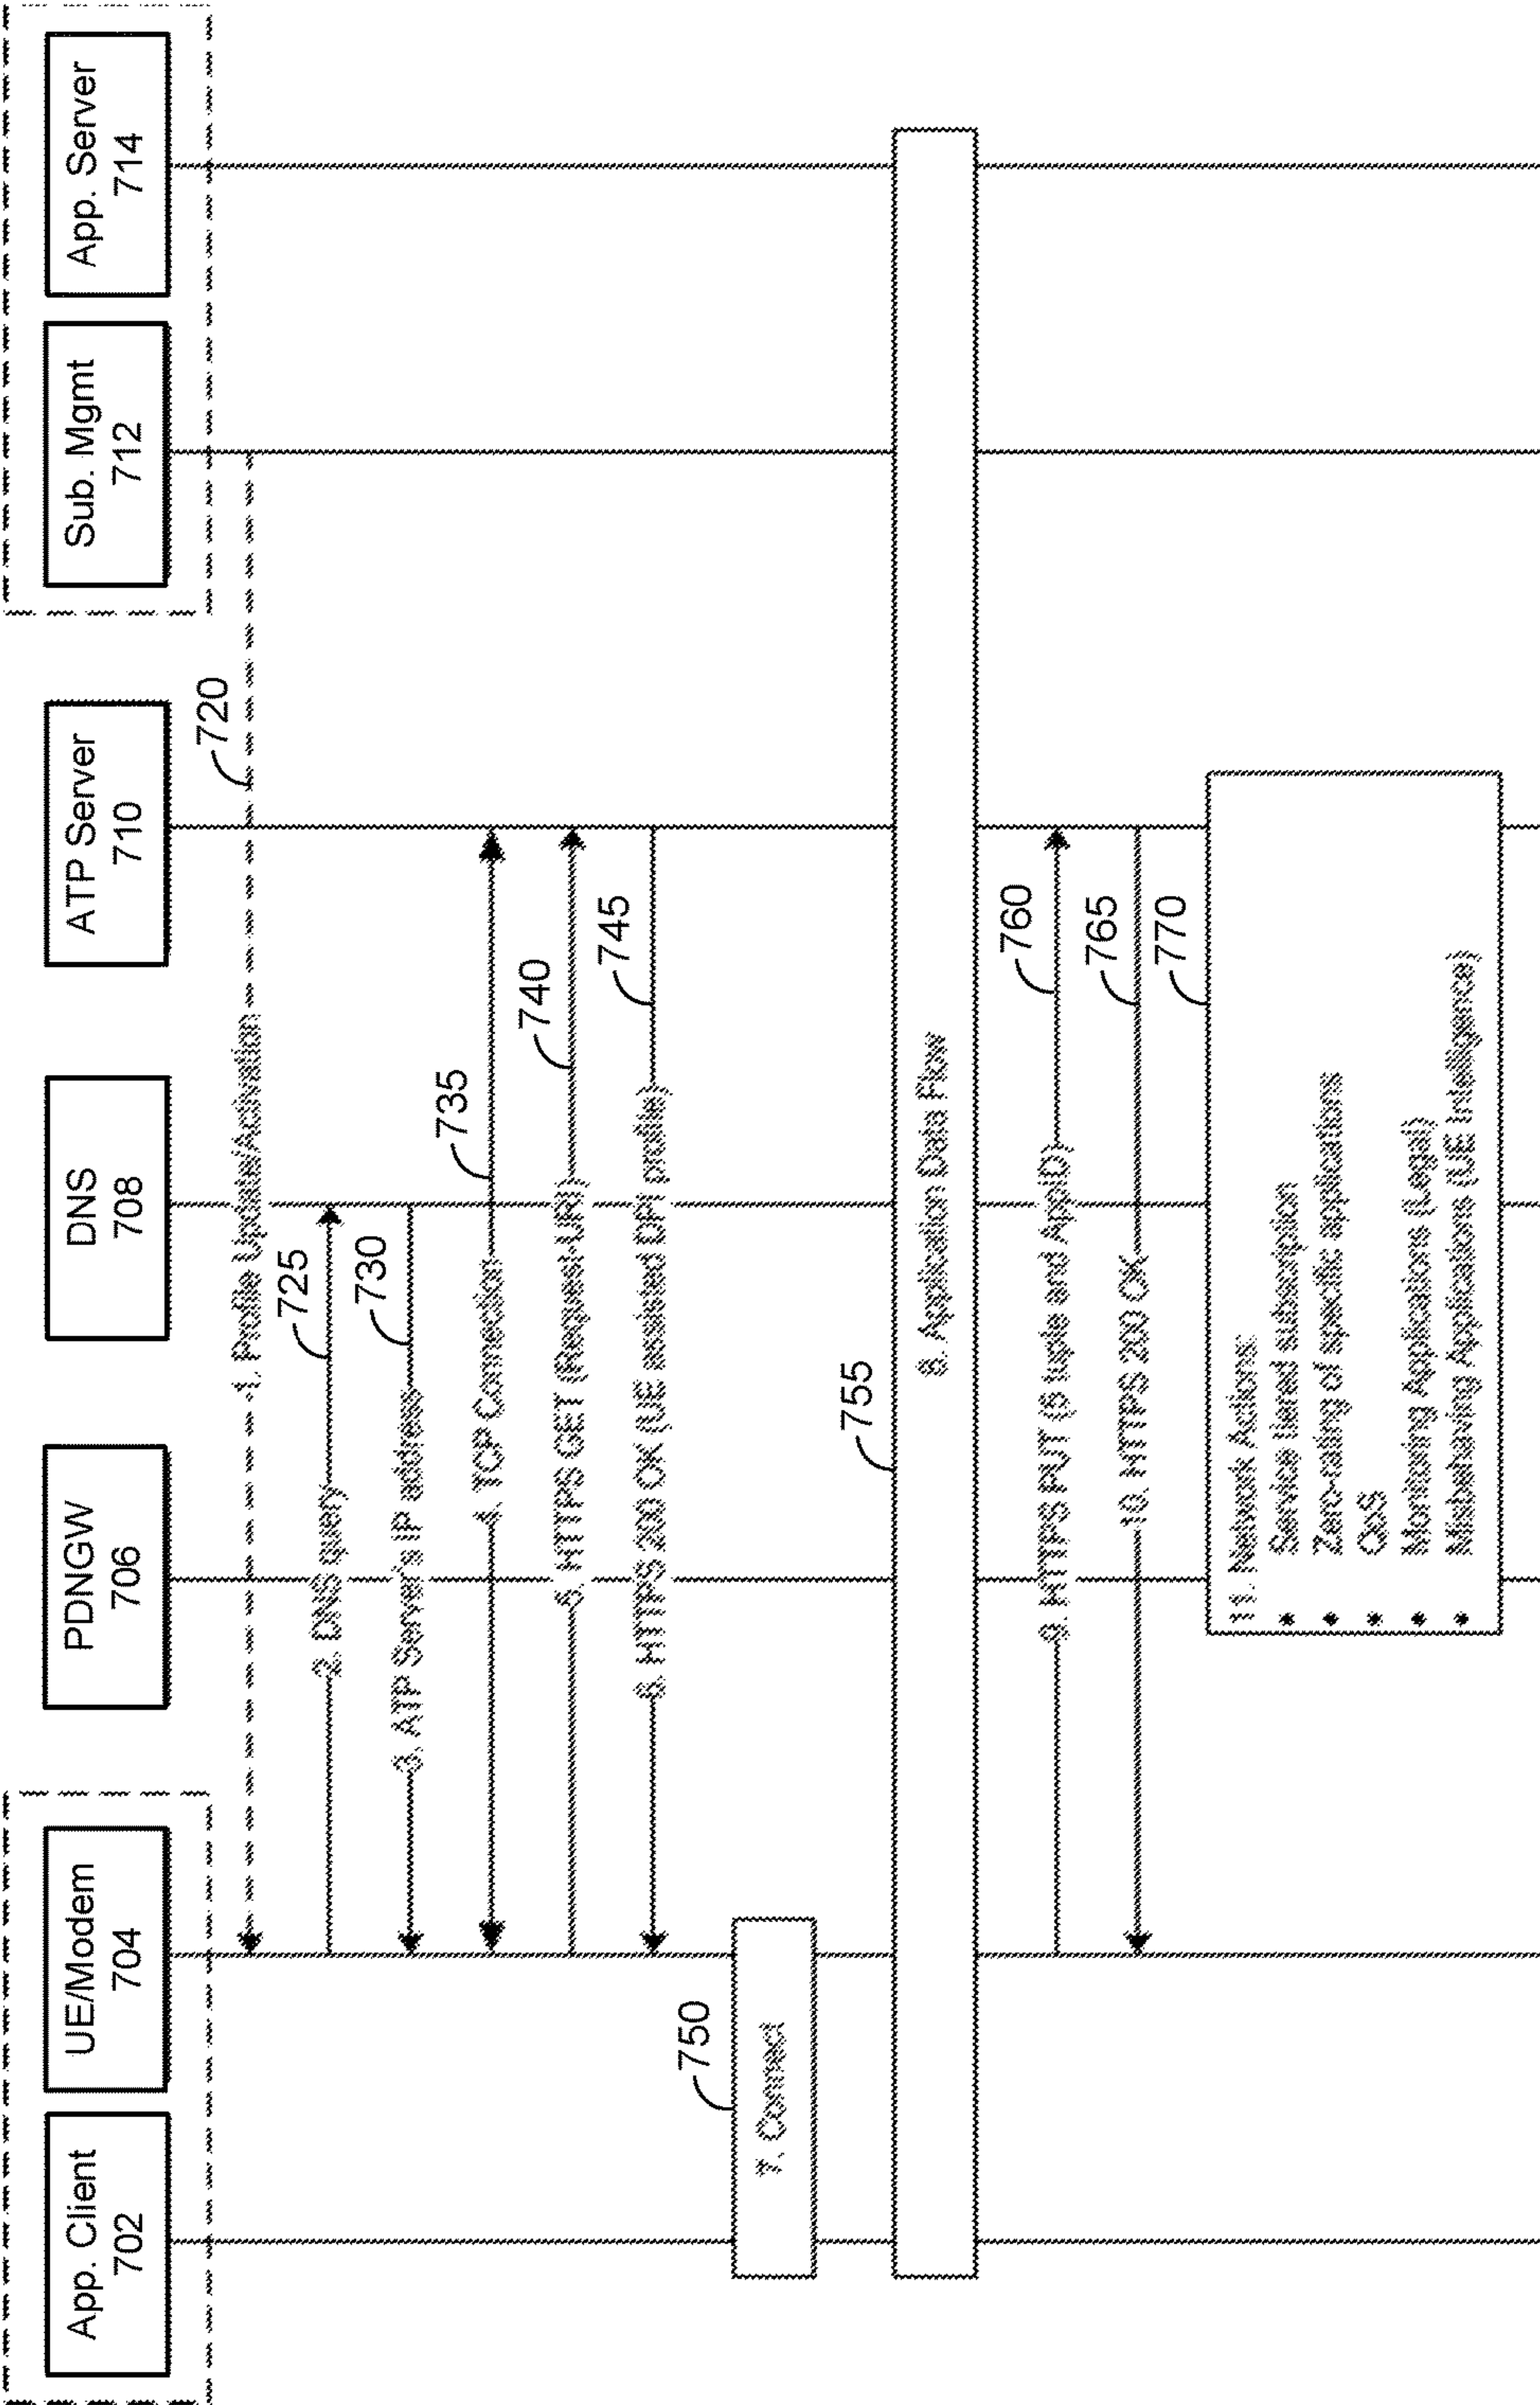 App. Client
702
UE/Modem
704
PDNGW
706
DNS
708
ATP Server
710
Sub. Mgmt
712
App. Server
714
720
1. Profile Update/Activation
725
2. DNS query
730
3. ATP Server's IP address
735
4. TCP Connection
740
5. HTTPS GET (Request-URI)
745
6. HTTPS 200 OK (UE assisted DPI profile)
750
7. Connect
755
8. Application Data Flow
760
9. HTTPS PUT (5 tuple and AppID)
765
10. HTTPS 200 OK
770
11. Network Actions:
• Service tiered subscription
• Zero-rating of specific applications
• QoS
• Monitoring Applications (Legal)
• Misbehaving Applications (UE Intelligence)